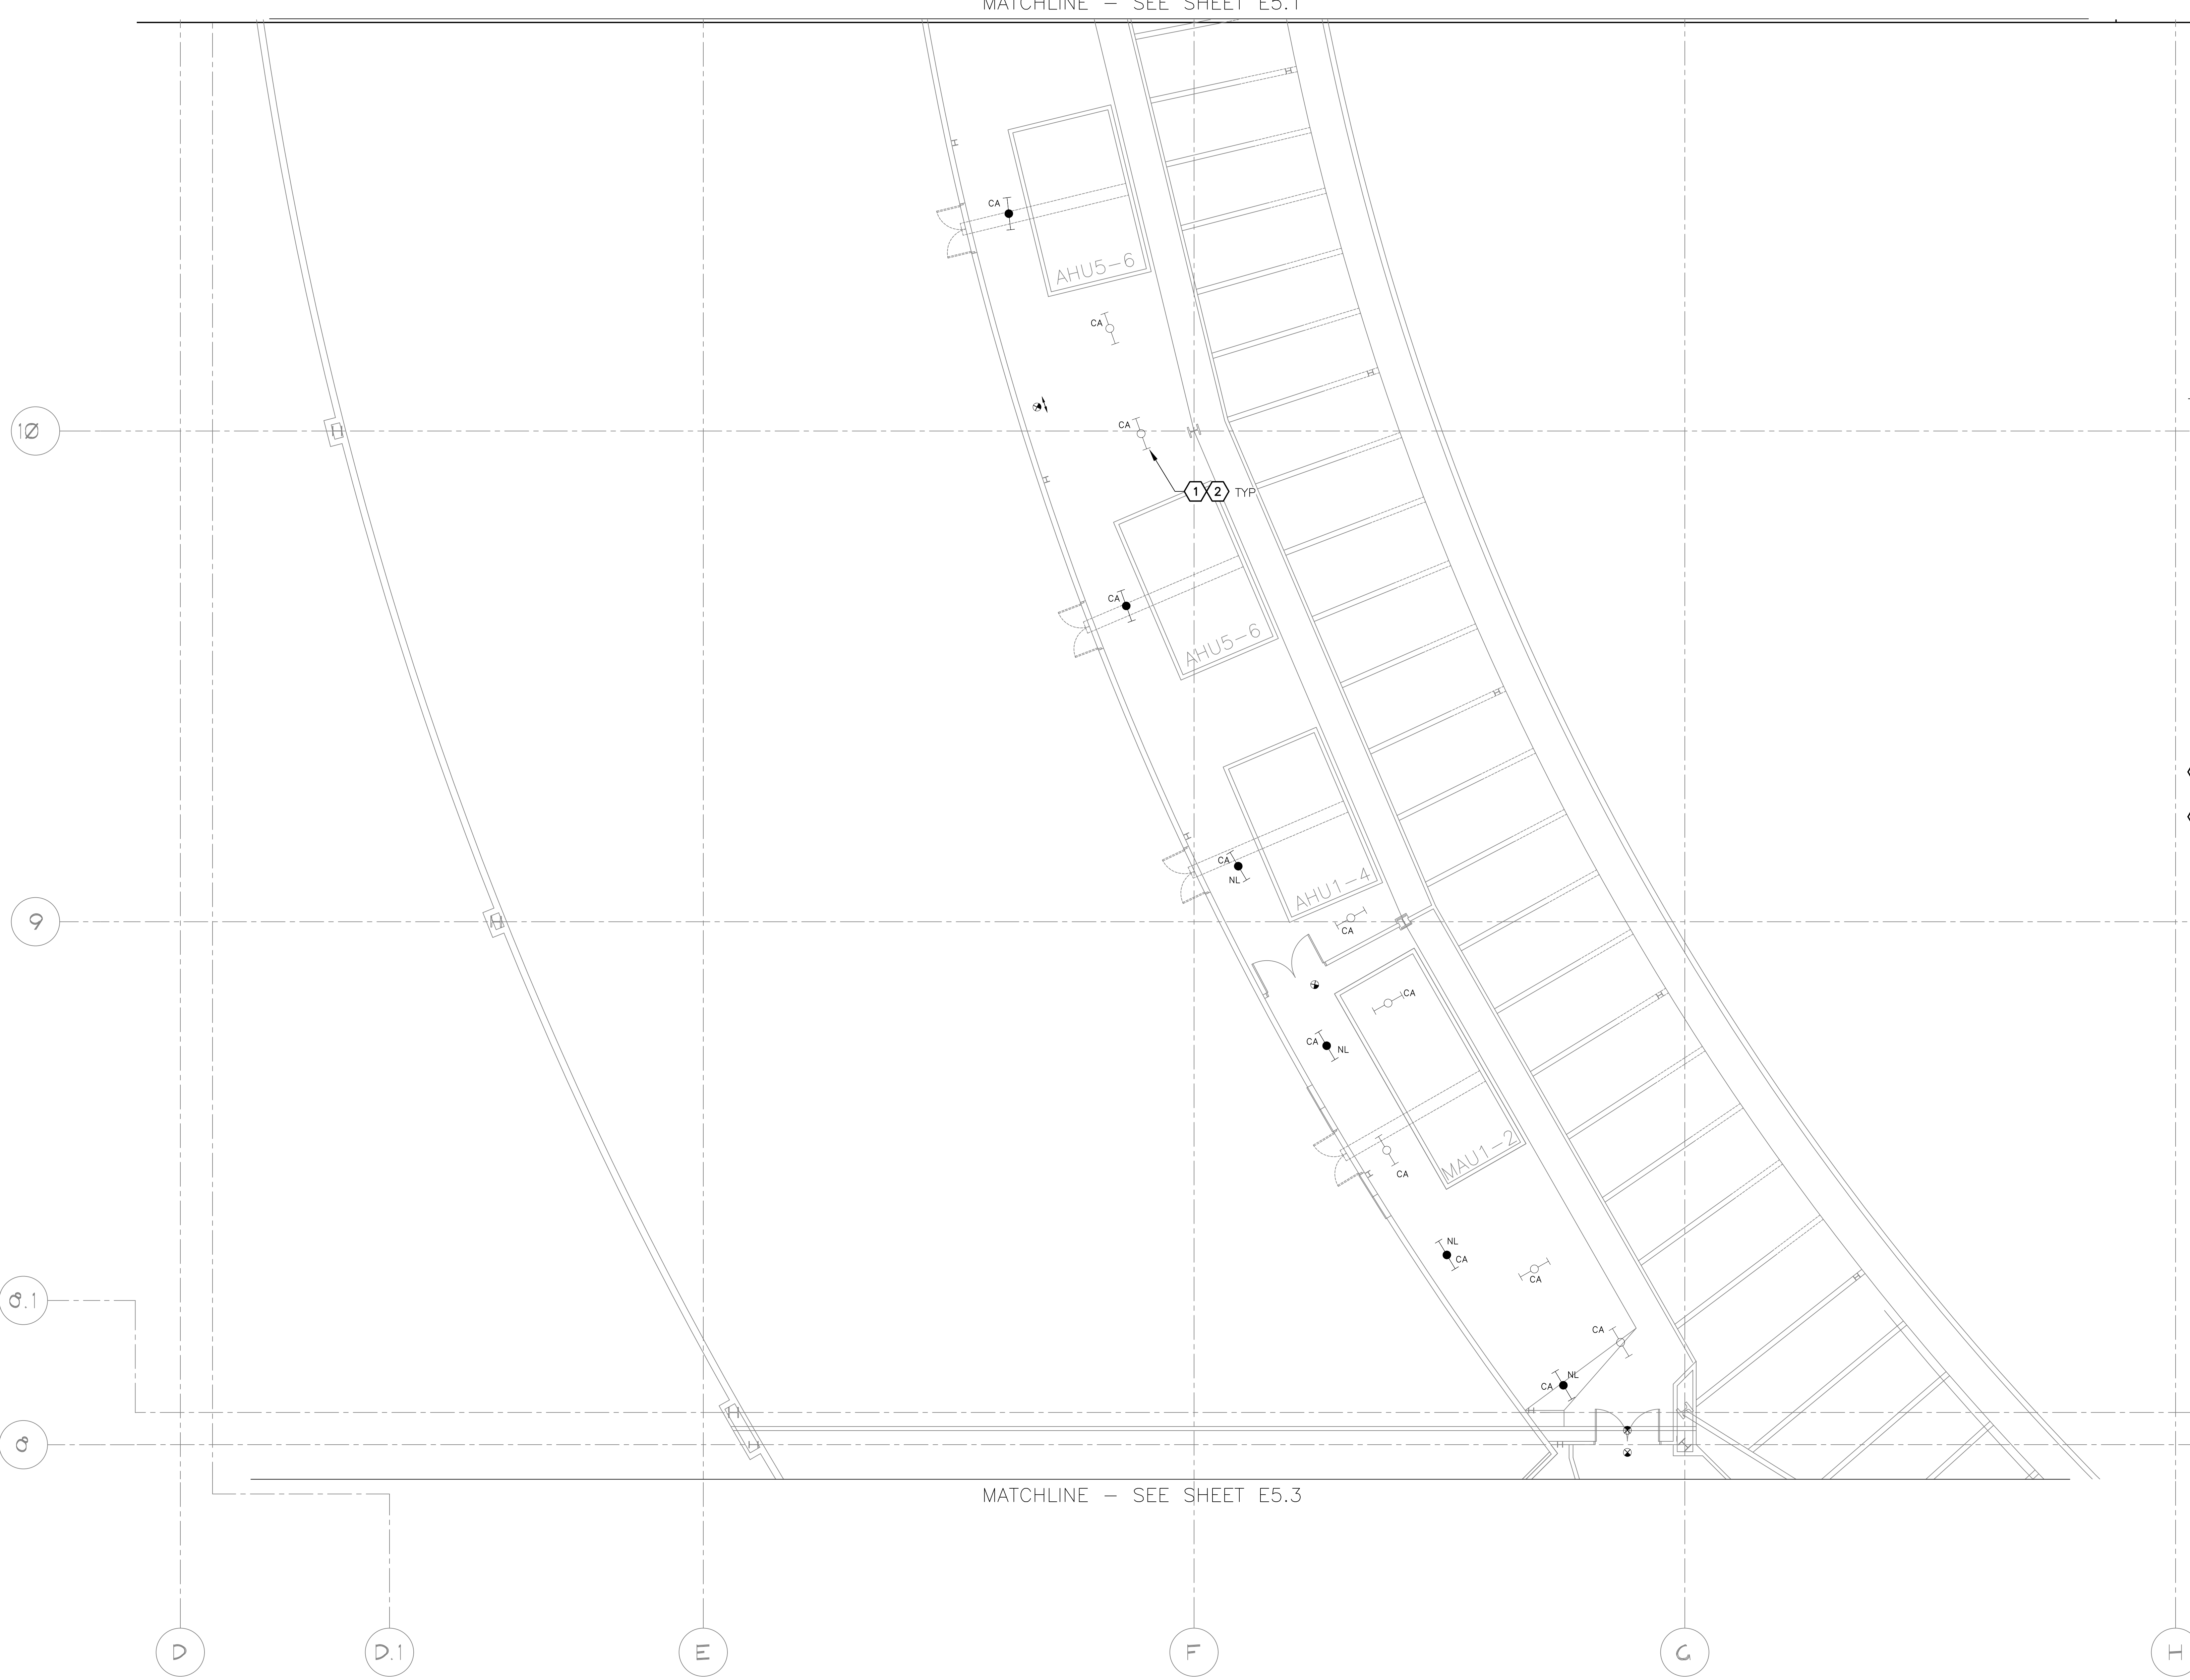 MATCHLINE - SEE SHEET E5.1
CA
AHU5-6
CA
10
CA
1 2 TYP
CA
AHU5-6
CA
NL
AHU1-4
9
CA
CA
CA NL
MAU1-2
CA
NL
CA
CA
8.1
CA
NL
CA
8
MATCHLINE - SEE SHEET E5.3
D D.1 E F G H